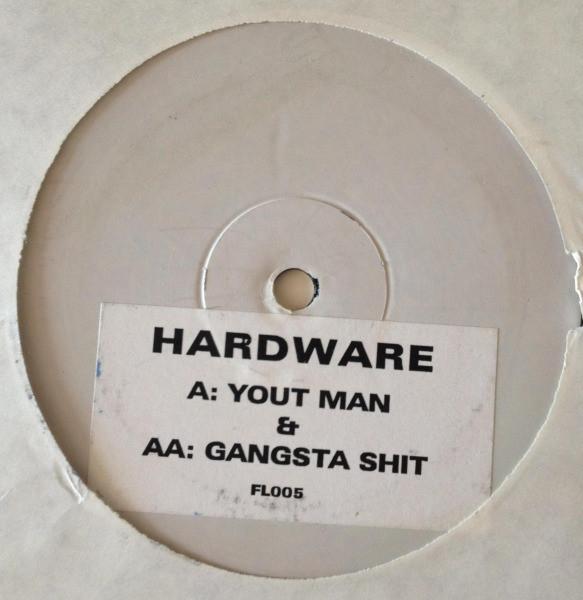 HARDWARE
A: YOUT MAN
&
AA: GANGSTA SHIT
FL005